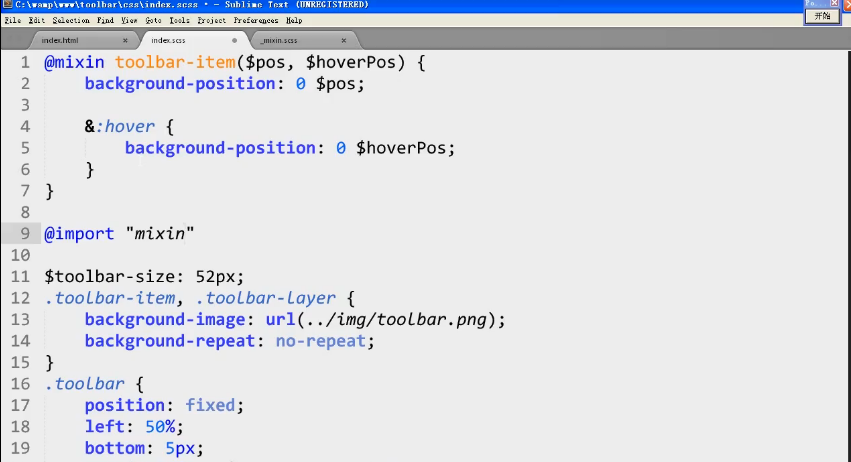 C:\wamp\www\toolbar\css\index.scss • - Sublime Text (UNREGISTERED)
File Edit Selection Find View Goto Tools Project Preferences Help
开始
index.html × index.scss • _mixin.scss ×
1 @mixin toolbar-item($pos, $hoverPos) {
2     background-position: 0 $pos;
3
4     &:hover {
5         background-position: 0 $hoverPos;
6     }
7 }
8
9 @import "mixin"
10
11 $toolbar-size: 52px;
12 .toolbar-item, .toolbar-layer {
13     background-image: url(../img/toolbar.png);
14     background-repeat: no-repeat;
15 }
16 .toolbar {
17     position: fixed;
18     left: 50%;
19     bottom: 5px;